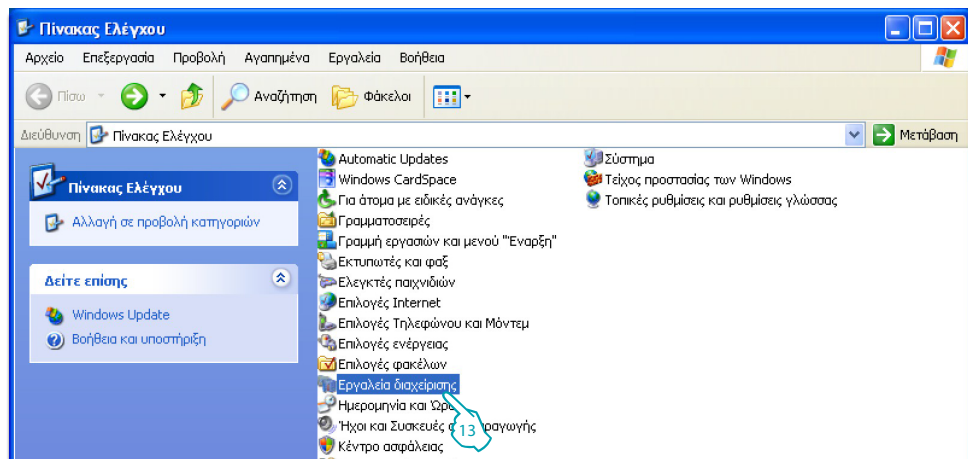 Πίνακας Ελέγχου
Αρχείο Επεξεργασία Προβολή Αγαπημένα Εργαλεία Βοήθεια
Πίσω Αναζήτηση Φάκελοι
Διεύθυνση Πίνακας Ελέγχου Μετάβαση
Πίνακας Ελέγχου
Αλλαγή σε προβολή κατηγοριών
Δείτε επίσης
Windows Update
Βοήθεια και υποστήριξη
Automatic Updates
Windows CardSpace
Για άτομα με ειδικές ανάγκες
Γραμματοσειρές
Γραμμή εργασιών και μενού "Έναρξη"
Εκτυπωτές και φαξ
Ελεγκτές παιχνιδιών
Επιλογές Internet
Επιλογές Τηλεφώνου και Μόντεμ
Επιλογές ενέργειας
Επιλογές φακέλων
Εργαλεία διαχείρισης
Ημερομηνία και Ώρα
Ήχοι και Συσκευές ραγωγής
13
Κέντρο ασφάλειας
Σύστημα
Τείχος προστασίας των Windows
Τοπικές ρυθμίσεις και ρυθμίσεις γλώσσας